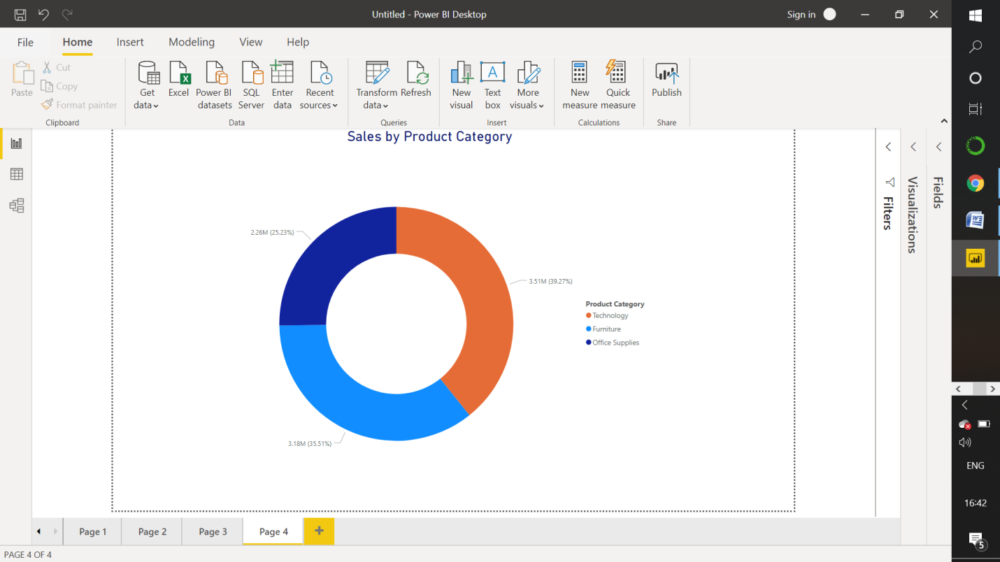 Untitled - Power BI Desktop
Sign in
File Home Insert Modeling View Help
Paste
Cut
Copy
Format painter
Clipboard
Get data
Excel
Power BI datasets
SQL Server
Enter data
Recent sources
Data
Transform data
Refresh
Queries
New visual
Text box
More visuals
Insert
New measure
Quick measure
Calculations
Publish
Share
Sales by Product Category
2.26M (25.23%)
3.51M (39.27%)
3.18M (35.51%)
Product Category
Technology
Furniture
Office Supplies
Filters
Visualizations
Fields
Page 1 Page 2 Page 3 Page 4 +
PAGE 4 OF 4
ENG
16:42
5